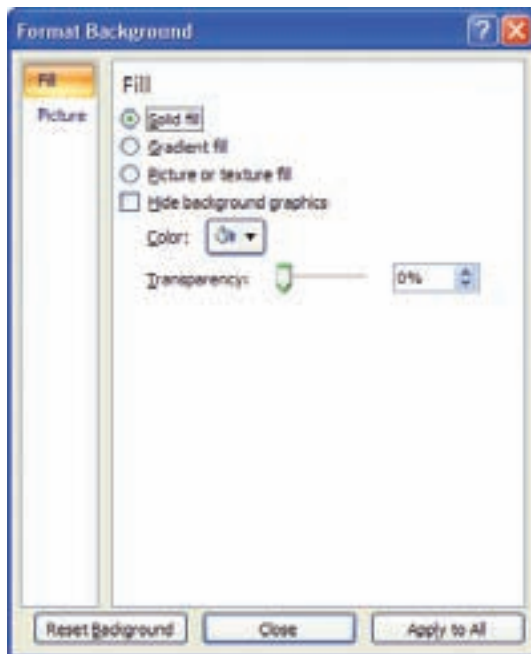 Format Background
Fill
Picture
Fill
Solid fill
Gradient fill
Picture or texture fill
Hide background graphics
Color:
Transparency: 0%
Reset Background Close Apply to All